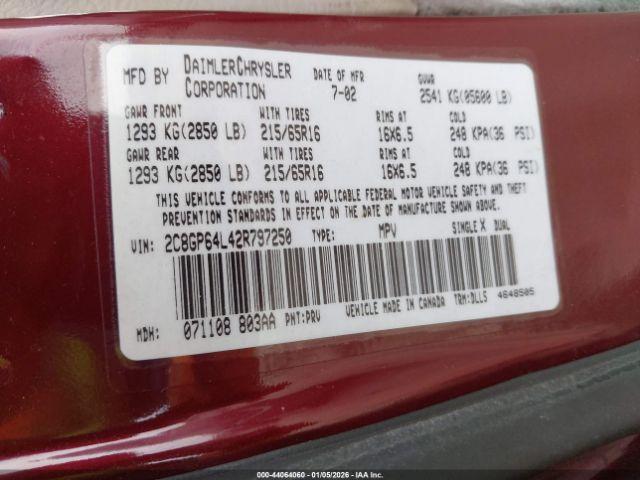 MFD BY DAIMLERCHRYSLER CORPORATION DATE OF MFR 7-02 GVWR 2541 KG(05600 LB)
GAWR FRONT WITH TIRES RIMS AT COLD
1293 KG(2850 LB) 215/65R16 16X6.5 248 KPA(36 PSI)
GAWR REAR WITH TIRES RIMS AT COLD
1293 KG(2850 LB) 215/65R16 16X6.5 248 KPA(36 PSI)
THIS VEHICLE CONFORMS TO ALL APPLICABLE FEDERAL MOTOR VEHICLE SAFETY AND THEFT
PREVENTION STANDARDS IN EFFECT ON THE DATE OF MANUFACTURE SHOWN ABOVE.
VIN: 2C8GP64L42R797250 TYPE: MPV SINGLE X DUAL
MDH: 071108 803AA PNT:PRV VEHICLE MADE IN CANADA TRM:DLLS 4648505
000-44064060 - 01/05/2026 - IAA Inc.